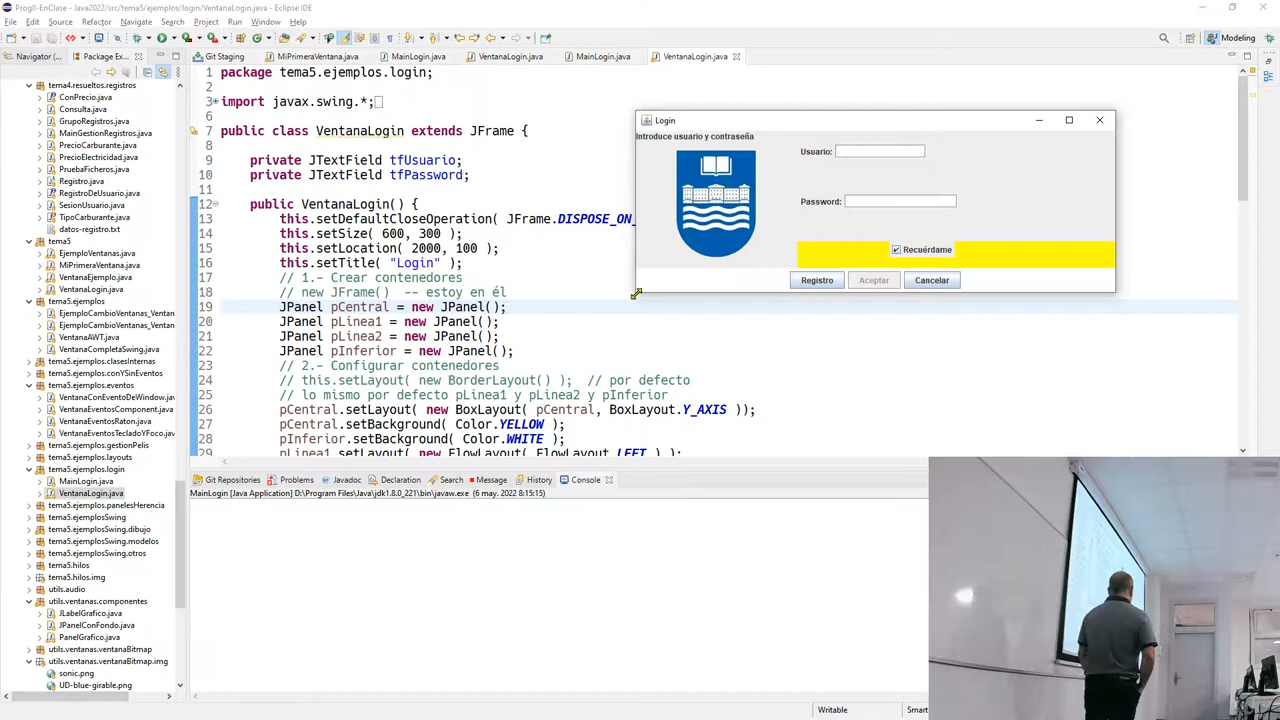 ProgII-EnClase - Java2022/src/tema5/ejemplos/login/VentanaLogin.java - Eclipse IDE
File Edit Source Refactor Navigate Search Project Run Window Help
Modeling
Navigator (
Package Ex...
Git Staging
MiPrimeraVentana.java
MainLogin.java
VentanaLogin.java
MainLogin.java
VentanaLogin.java
tema4.resueltos.registros
ConPrecio.java
Consulta.java
GrupoRegistros.java
MainGestionRegistros.java
PrecioCarburante.java
PrecioElectricidad.java
PruebaFicheros.java
Registro.java
RegistroDeUsuario.java
SesionUsuario.java
TipoCarburante.java
datos-registro.txt
tema5
EjemploVentanas.java
MiPrimeraVentana.java
VentanaEjemplo.java
VentanaLogin.java
tema5.ejemplos
EjemploCambioVentanas_Ventan
EjemploCambioVentanas_Ventan
VentanaAWT.java
VentanaCompletaSwing.java
tema5.ejemplos.clasesInternas
tema5.ejemplos.conYSinEventos
tema5.ejemplos.eventos
VentanaConEventoDeWindow.java
VentanaEventosComponent.java
VentanaEventosRaton.java
VentanaEventosTecladoYFoco.java
tema5.ejemplos.gestionPelis
tema5.ejemplos.layouts
tema5.ejemplos.login
MainLogin.java
VentanaLogin.java
tema5.ejemplos.panelesHerencia
tema5.ejemplosSwing
tema5.ejemplosSwing.dibujo
tema5.ejemplosSwing.modelos
tema5.ejemplosSwing.otros
tema5.hilos
tema5.hilos.img
utils.audio
utils.ventanas.componentes
JLabelGrafico.java
JPanelConFondo.java
PanelGrafico.java
utils.ventanas.ventanaBitmap
utils.ventanas.ventanaBitmap.img
sonic.png
UD-blue-girable.png
1 package tema5.ejemplos.login;
2
3 import javax.swing.*;
6
7 public class VentanaLogin extends JFrame {
8
9 private JTextField tfUsuario;
10 private JTextField tfPassword;
11
12 public VentanaLogin() {
13 this.setDefaultCloseOperation( JFrame.DISPOSE_ON_
14 this.setSize( 600, 300 );
15 this.setLocation( 2000, 100 );
16 this.setTitle( "Login" );
17 // 1.- Crear contenedores
18 // new JFrame() -- estoy en él
19 JPanel pCentral = new JPanel();
20 JPanel pLinea1 = new JPanel();
21 JPanel pLinea2 = new JPanel();
22 JPanel pInferior = new JPanel();
23 // 2.- Configurar contenedores
24 // this.setLayout( new BorderLayout() ); // por defecto
25 // lo mismo por defecto pLinea1 y pLinea2 y pInferior
26 pCentral.setLayout( new BoxLayout( pCentral, BoxLayout.Y_AXIS ));
27 pCentral.setBackground( Color.YELLOW );
28 pInferior.setBackground( Color.WHITE );
29 pLinea1.setLayout( new FlowLayout( FlowLayout.LEFT ) );
Login
Introduce usuario y contraseña
Usuario:
Password:
Recuérdame
Registro Aceptar Cancelar
Git Repositories Problems Javadoc Declaration Search Message History Console
MainLogin [Java Application] D:\Program Files\Java\jdk1.8.0_221\bin\javaw.exe (6 may. 2022 8:15:15)
Writable
Smart